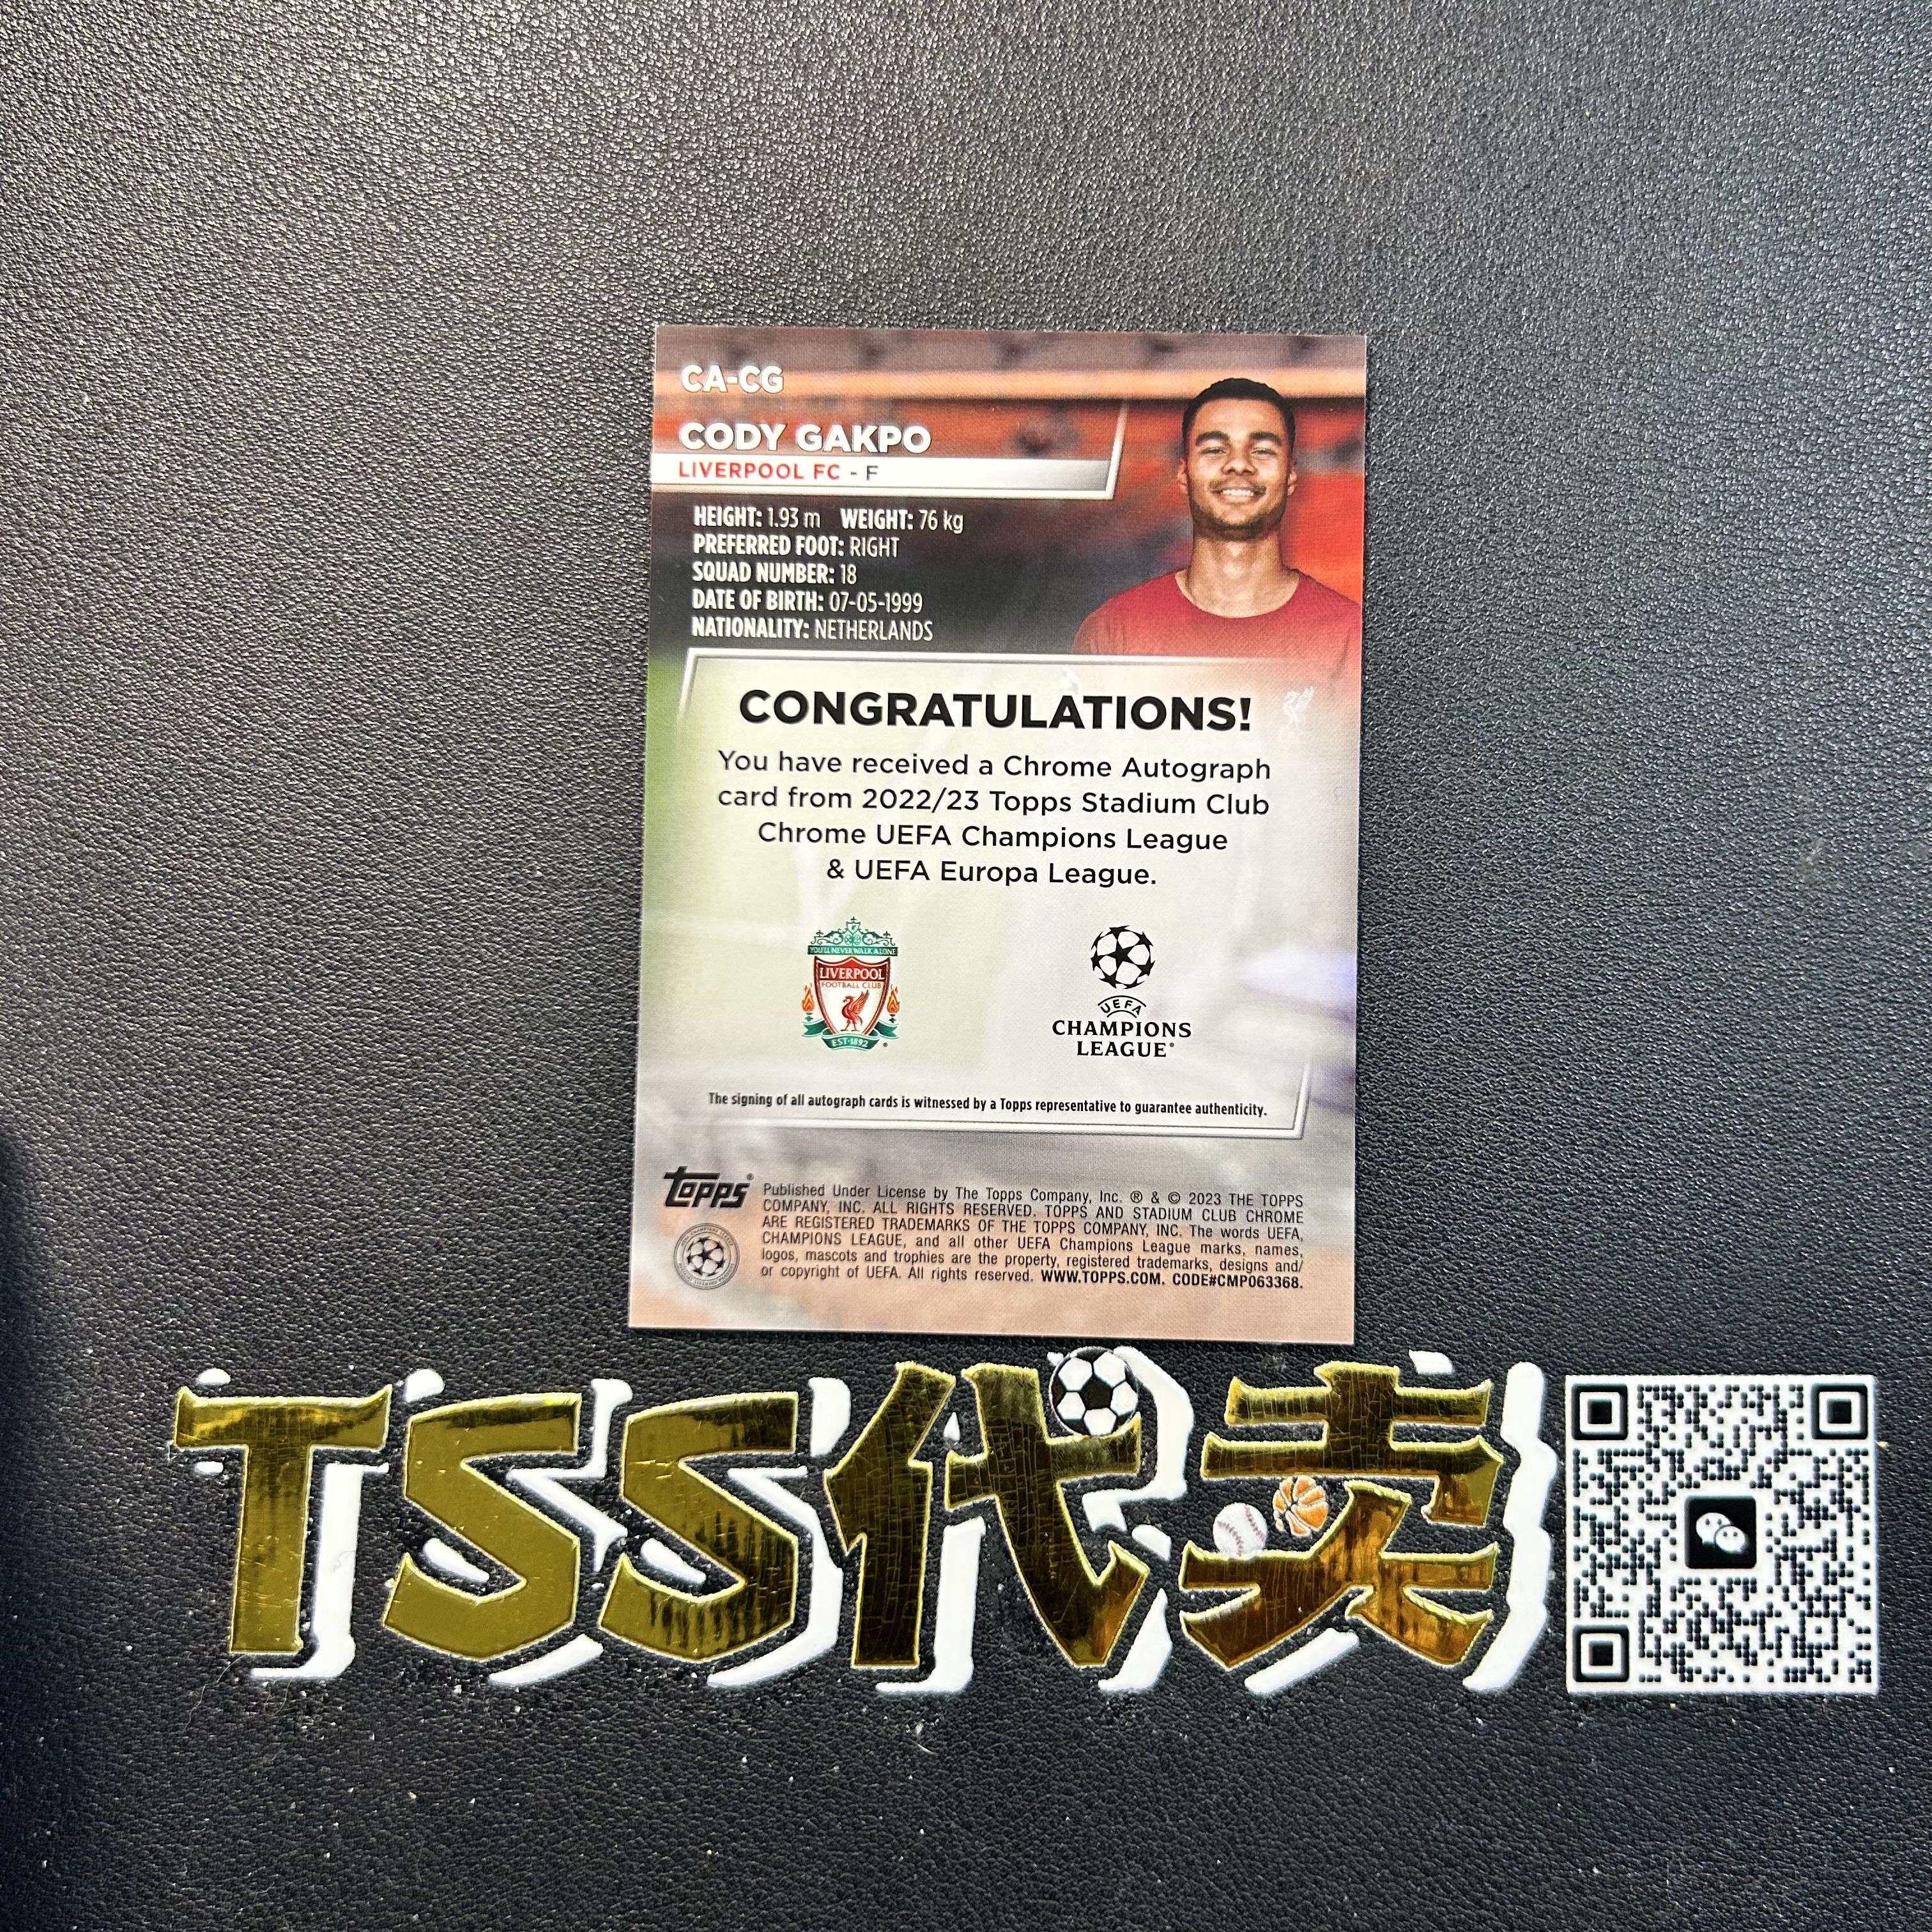 CA-CG
CODY GAKPO
LIVERPOOL FC - F
HEIGHT: 1.93 m WEIGHT: 76 kg
PREFERRED FOOT: RIGHT
SQUAD NUMBER: 18
DATE OF BIRTH: 07-05-1999
NATIONALITY: NETHERLANDS
CONGRATULATIONS!
You have received a Chrome Autograph
card from 2022/23 Topps Stadium Club
Chrome UEFA Champions League
& UEFA Europa League.
YOU'LL NEVER WALK ALONE
LIVERPOOL
FOOTBALL CLUB
EST·1892
UEFA
CHAMPIONS
LEAGUE®
The signing of all autograph cards is witnessed by a Topps representative to guarantee authenticity.
topps®
Published Under License by The Topps Company, Inc. ® & © 2023 THE TOPPS
COMPANY, INC. ALL RIGHTS RESERVED. TOPPS AND STADIUM CLUB CHROME
ARE REGISTERED TRADEMARKS OF THE TOPPS COMPANY, INC. The words UEFA,
CHAMPIONS LEAGUE, and all other UEFA Champions League marks, names,
logos, mascots and trophies are the property, registered trademarks, designs and/
or copyright of UEFA. All rights reserved. WWW.TOPPS.COM. CODE#CMP063368.
TSS代卖